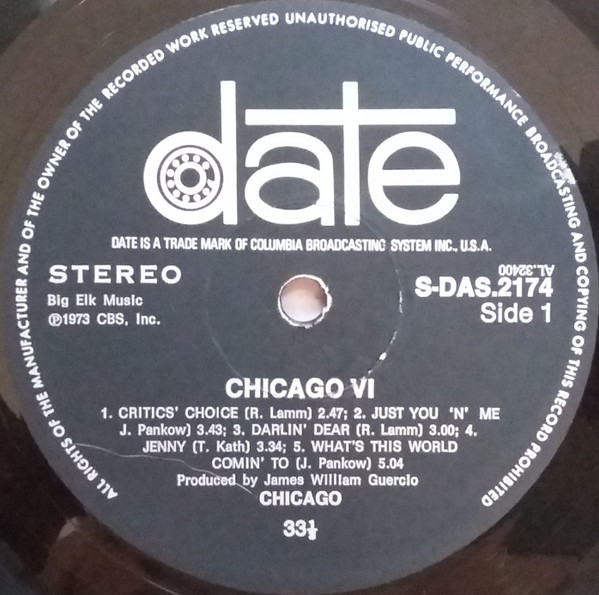 ALL RIGHTS OF THE MANUFACTURER AND OF THE OWNER OF THE RECORDED WORK RESERVED UNAUTHORISED PUBLIC PERFORMANCE BROADCASTING AND COPYING OF THIS RECORD PROHIBITED
date
DATE IS A TRADE MARK OF COLUMBIA BROADCASTING SYSTEM INC., U.S.A.
STEREO
Big Elk Music
℗1973 CBS, Inc.
AL.32400
S-DAS.2174
Side 1
CHICAGO VI
1. CRITICS' CHOICE (R. Lamm) 2.47; 2. JUST YOU 'N' ME
J. Pankow) 3.43; 3. DARLIN' DEAR (R. Lamm) 3.00; 4.
JENNY (T. Kath) 3.34; 5. WHAT'S THIS WORLD
COMIN' TO (J. Pankow) 5.04
Produced by James William Guercio
CHICAGO
33⅓